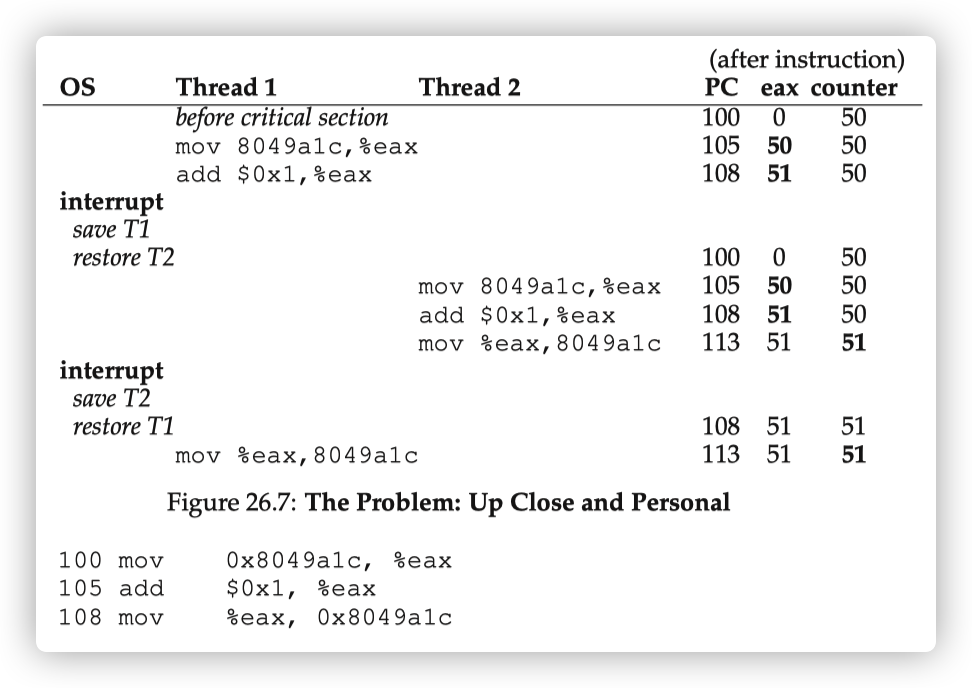 (after instruction)
OS Thread 1 Thread 2 PC eax counter
before critical section 100 0 50
mov 8049a1c,%eax 105 50 50
add $0x1,%eax 108 51 50
interrupt
save T1
restore T2 100 0 50
mov 8049a1c,%eax 105 50 50
add $0x1,%eax 108 51 50
mov %eax,8049a1c 113 51 51
interrupt
save T2
restore T1 108 51 51
mov %eax,8049a1c 113 51 51
Figure 26.7: The Problem: Up Close and Personal
100 mov 0x8049a1c, %eax
105 add $0x1, %eax
108 mov %eax, 0x8049a1c